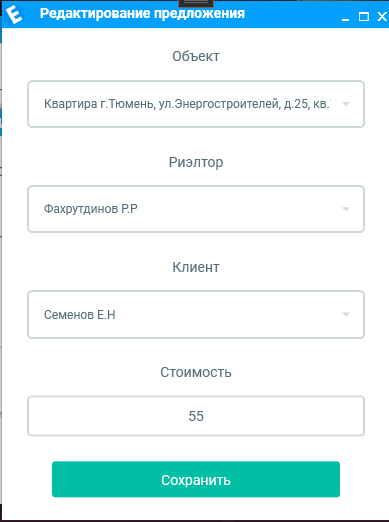 Редактирование предложения
Объект
Квартира г.Тюмень, ул.Энергостроителей, д.25, кв.
Риэлтор
Фахрутдинов Р.Р
Клиент
Семенов Е.Н
Стоимость
55
Сохранить